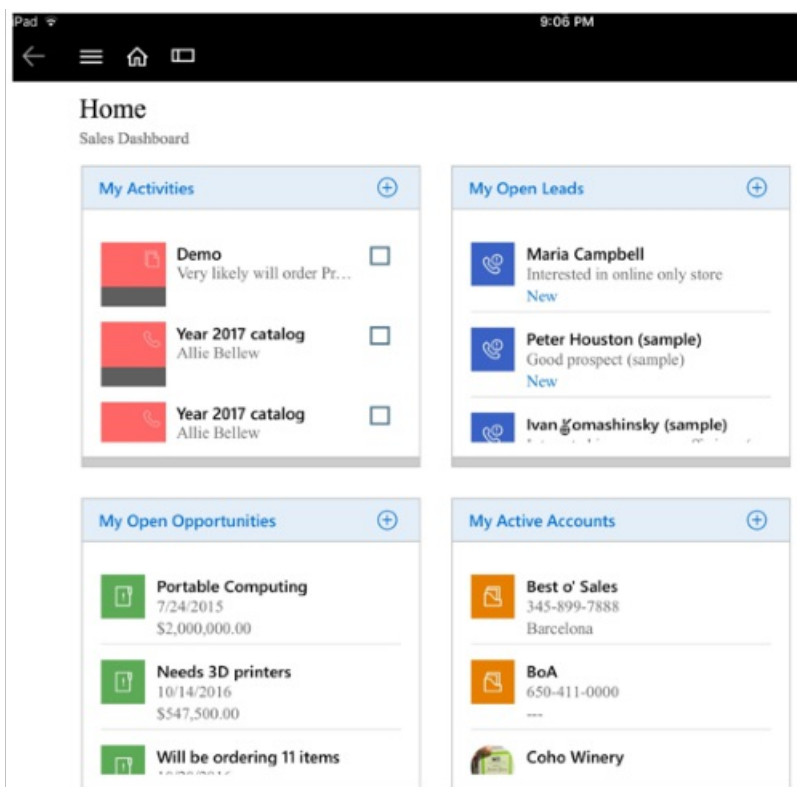 iPad
9:06 PM
Home
Sales Dashboard
My Activities
Demo
Very likely will order Pr...
Year 2017 catalog
Allie Bellew
Year 2017 catalog
Allie Bellew
My Open Leads
Maria Campbell
Interested in online only store
New
Peter Houston (sample)
Good prospect (sample)
New
Ivan Komashinsky (sample)
My Open Opportunities
Portable Computing
7/24/2015
$2,000,000.00
Needs 3D printers
10/14/2016
$547,500.00
Will be ordering 11 items
My Active Accounts
Best o' Sales
345-899-7888
Barcelona
BoA
650-411-0000
---
Coho Winery